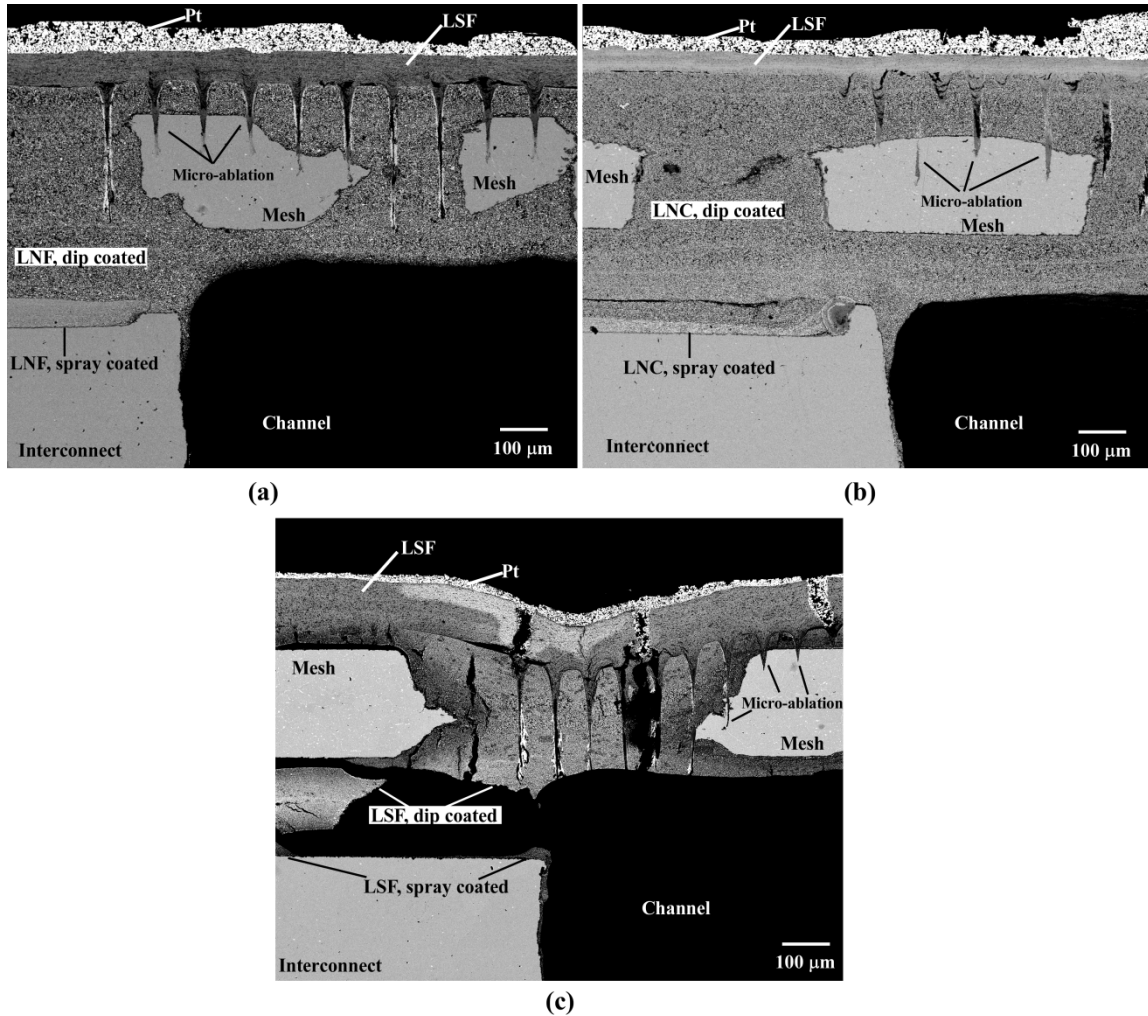 Pt
LSF
Micro-ablation
Mesh
Mesh
LNF, dip coated
LNF, spray coated
Channel
Interconnect
100 μm
(a)
Pt
LSF
Mesh
LNC, dip coated
Micro-ablation
Mesh
LNC, spray coated
Channel
Interconnect
100 μm
(b)
LSF
Pt
Mesh
Micro-ablation
Mesh
LSF, dip coated
LSF, spray coated
Channel
Interconnect
100 μm
(c)